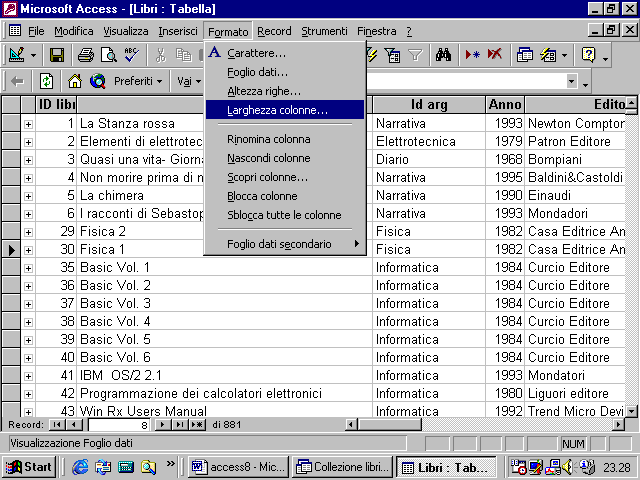 Microsoft Access - [Libri : Tabella]
File Modifica Visualizza Inserisci Formato Record Strumenti Finestra ?
Preferiti Vai
Carattere...
Foglio dati...
Altezza righe...
Larghezza colonne...
Rinomina colonna
Nascondi colonne
Scopri colonne...
Blocca colonne
Sblocca tutte le colonne
Foglio dati secondario
ID libr Id arg Anno Edito
1 La Stanza rossa Narrativa 1993 Newton Compton
2 Elementi di elettrotec Elettrotecnica 1979 Patron Editore
3 Quasi una vita- Giorna Diario 1968 Bompiani
4 Non morire prima di m Narrativa 1995 Baldini&Castoldi
5 La chimera Narrativa 1990 Einaudi
6 I racconti di Sebastop Narrativa 1993 Mondadori
29 Fisica 2 Fisica 1982 Casa Editrice An
30 Fisica 1 Fisica 1982 Casa Editrice An
35 Basic Vol. 1 Informatica 1984 Curcio Editore
36 Basic Vol. 2 Informatica 1984 Curcio Editore
37 Basic Vol. 3 Informatica 1984 Curcio Editore
38 Basic Vol. 4 Informatica 1984 Curcio Editore
39 Basic Vol. 5 Informatica 1984 Curcio Editore
40 Basic Vol. 6 Informatica 1984 Curcio Editore
41 IBM OS/2 2.1 Informatica 1993 Mondatori
42 Programmazione dei calcolatori elettronici Informatica 1980 Liguori editore
43 Win Rx Users Manual Informatica 1992 Trend Micro Devi
Record: 8 di 881
Visualizzazione Foglio dati NUM
Start access8 - Mic... Collezione libri... Libri : Tab... 23.28